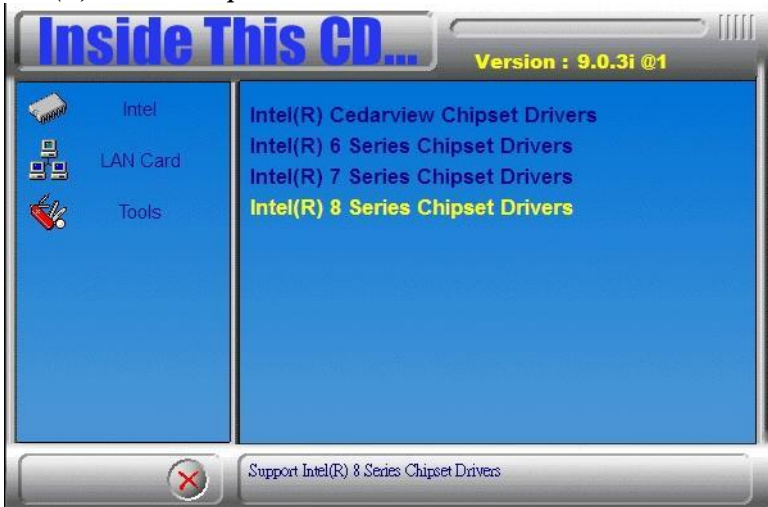 Inside This CD...
Version : 9.0.3i @1
Intel
LAN Card
Tools
Intel(R) Cedarview Chipset Drivers
Intel(R) 6 Series Chipset Drivers
Intel(R) 7 Series Chipset Drivers
Intel(R) 8 Series Chipset Drivers
Support Intel(R) 8 Series Chipset Drivers